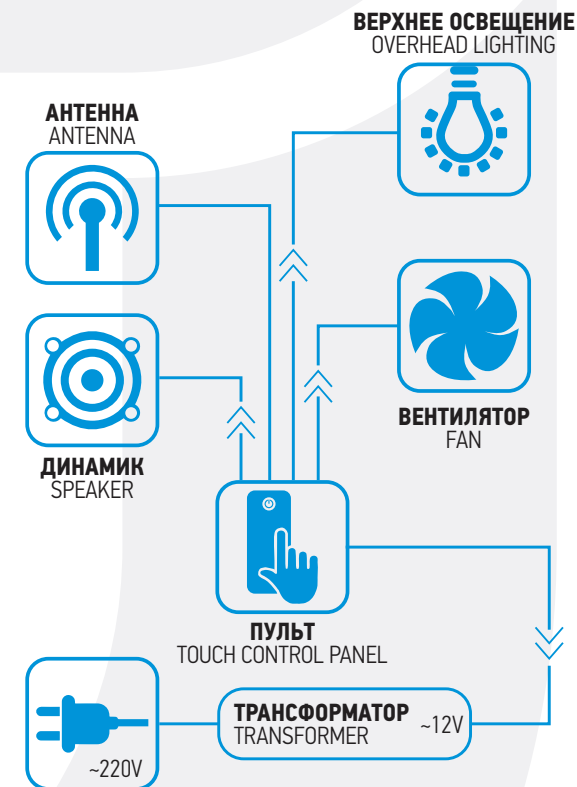 ВЕРХНЕЕ ОСВЕЩЕНИЕ
OVERHEAD LIGHTING
АНТЕННА
ANTENNA
ВЕНТИЛЯТОР
FAN
ДИНАМИК
SPEAKER
ПУЛЬТ
TOUCH CONTROL PANEL
ТРАНСФОРМАТОР
TRANSFORMER
~12V
~220V